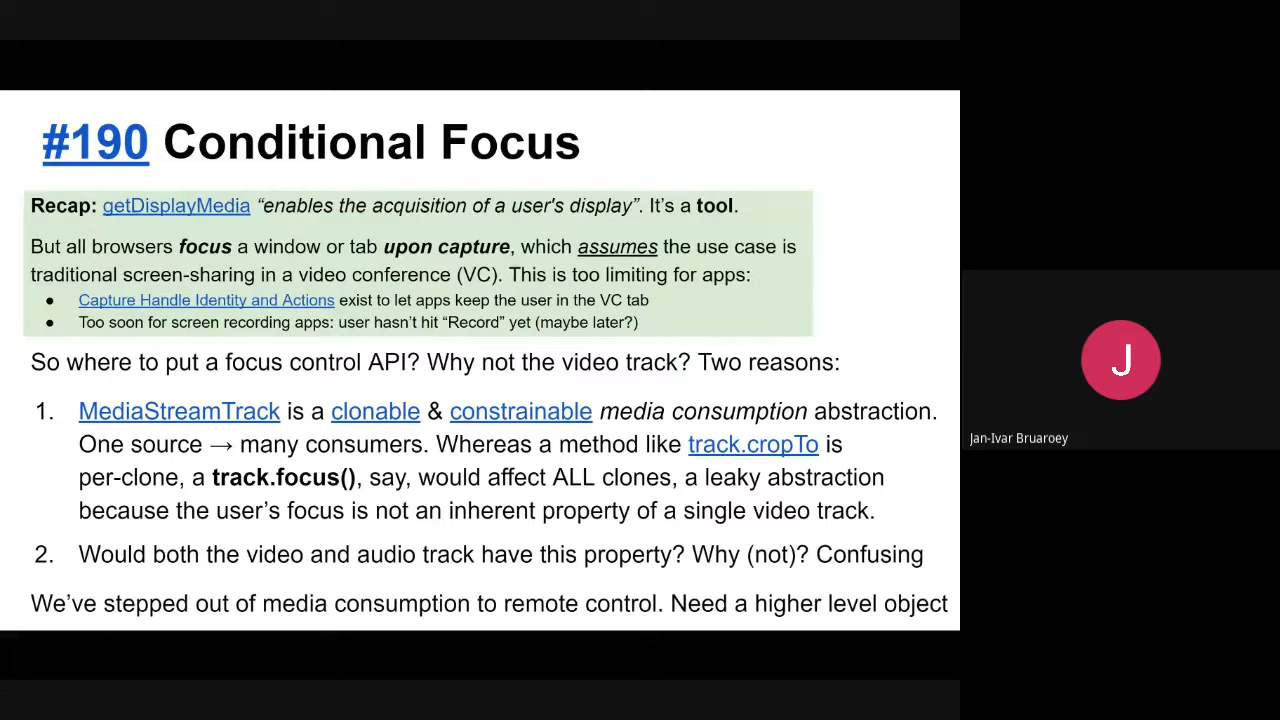 #190 Conditional Focus
Recap: getDisplayMedia “enables the acquisition of a user's display”. It’s a tool.
But all browsers focus a window or tab upon capture, which assumes the use case is
traditional screen-sharing in a video conference (VC). This is too limiting for apps:
● Capture Handle Identity and Actions exist to let apps keep the user in the VC tab
● Too soon for screen recording apps: user hasn’t hit “Record” yet (maybe later?)
So where to put a focus control API? Why not the video track? Two reasons:
1. MediaStreamTrack is a clonable & constrainable media consumption abstraction.
One source → many consumers. Whereas a method like track.cropTo is
per-clone, a track.focus(), say, would affect ALL clones, a leaky abstraction
because the user’s focus is not an inherent property of a single video track.
2. Would both the video and audio track have this property? Why (not)? Confusing
We’ve stepped out of media consumption to remote control. Need a higher level object
J
Jan-Ivar Bruaroey